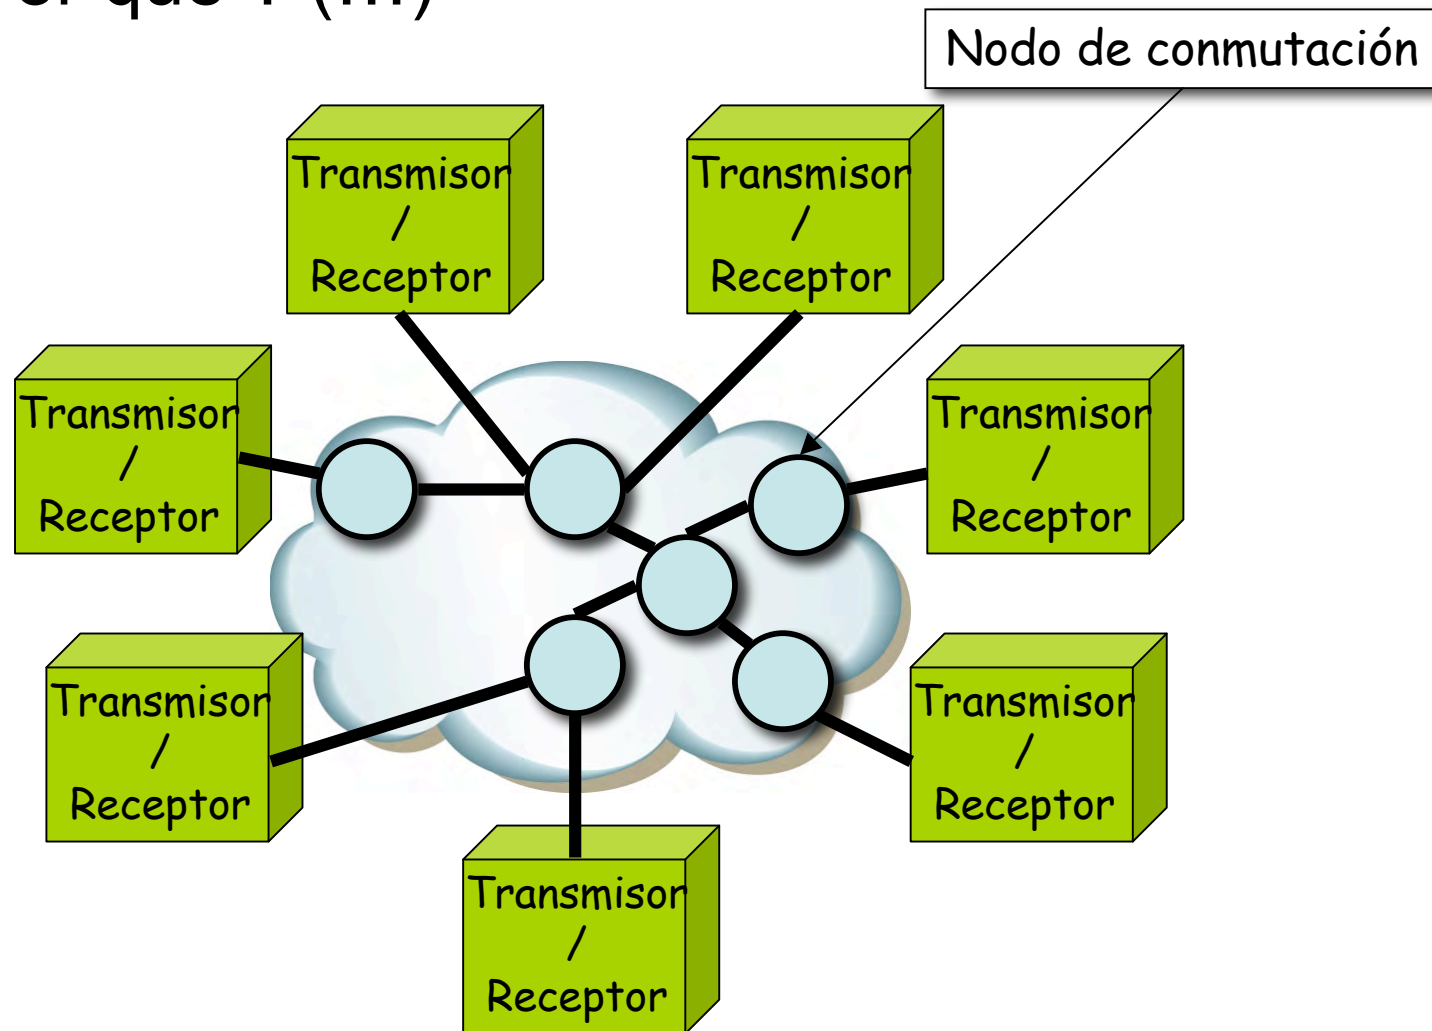 Nodo de conmutación
Transmisor
/
Receptor
Transmisor
/
Receptor
Transmisor
/
Receptor
Transmisor
/
Receptor
Transmisor
/
Receptor
Transmisor
/
Receptor
Transmisor
/
Receptor